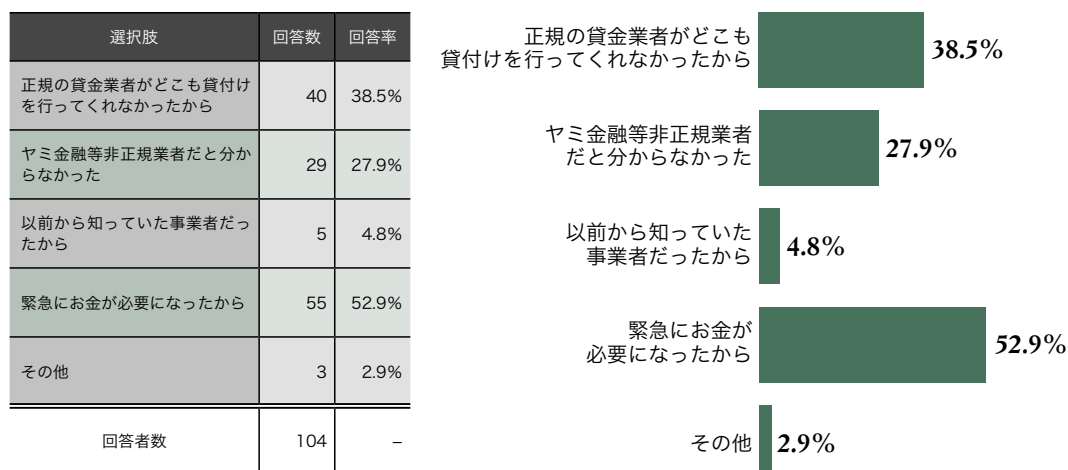 選択肢 回答数 回答率
正規の貸金業者がどこも貸付け
を行ってくれなかったから 40 38.5%
ヤミ金融等非正規業者だと分か
らなかった 29 27.9%
以前から知っていた事業者だっ
たから 5 4.8%
緊急にお金が必要になったから 55 52.9%
その他 3 2.9%
回答者数 104 –
正規の貸金業者がどこも
貸付けを行ってくれなかったから
38.5%
ヤミ金融等非正規業者
だと分からなかった
27.9%
以前から知っていた
事業者だったから
4.8%
緊急にお金が
必要になったから
52.9%
その他
2.9%